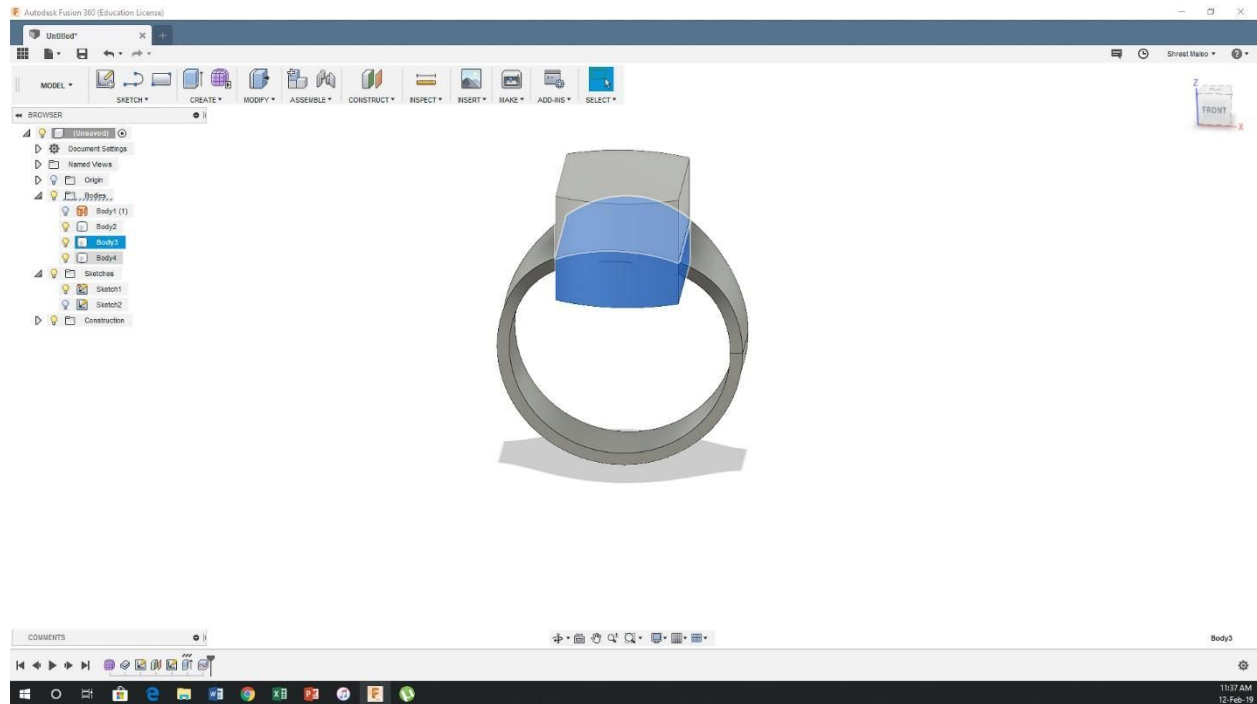 Autodesk Fusion 360 (Education License)
Untitled*
Shrest Maloo
MODEL
SKETCH
CREATE
MODIFY
ASSEMBLE
CONSTRUCT
INSPECT
INSERT
MAKE
ADD-INS
SELECT
BROWSER
(Unsaved)
Document Settings
Named Views
Origin
Bodies
Body1 (1)
Body2
Body3
Body4
Sketches
Sketch1
Sketch2
Construction
Z
FRONT
X
COMMENTS
Body3
11:37 AM
12-Feb-19